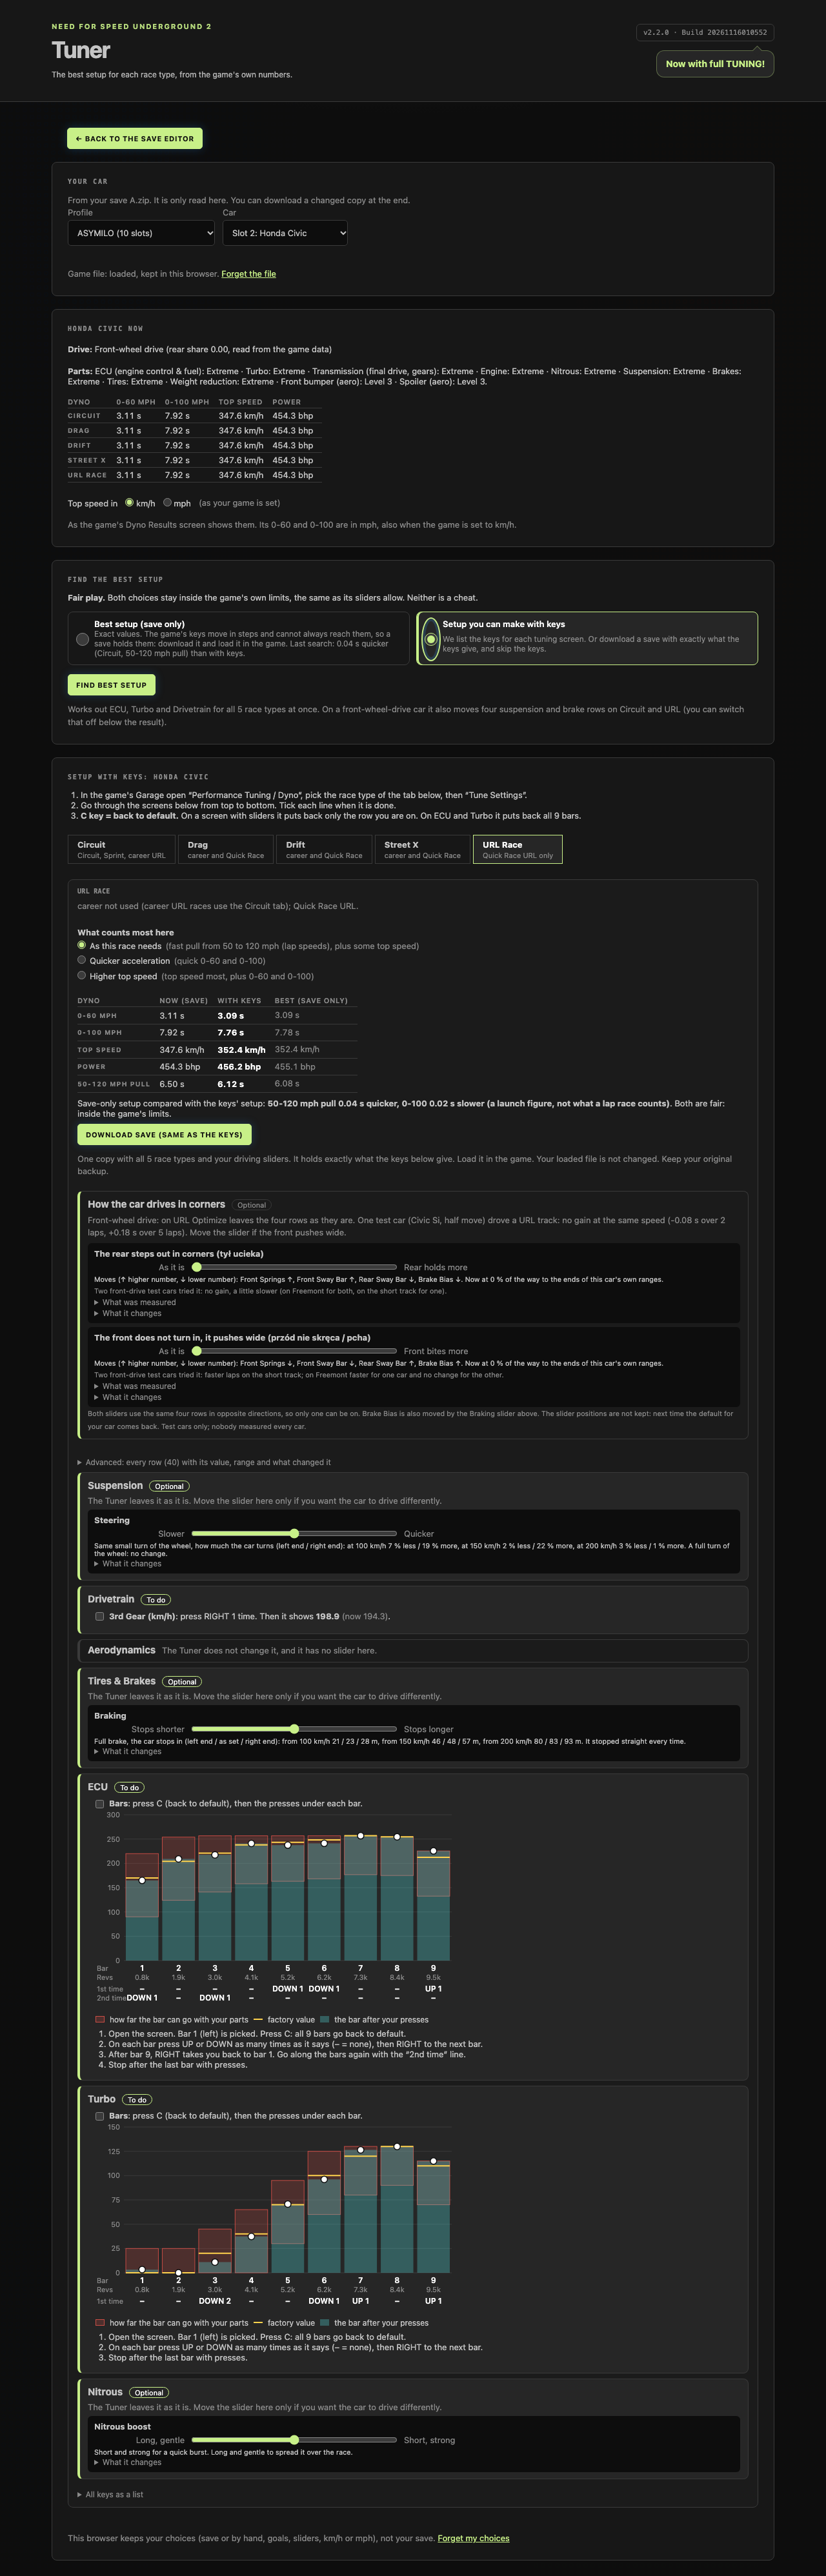 NEED FOR SPEED UNDERGROUND 2
Tuner
The best setup for each race type, from the game's own numbers.
v2.2.0 · Build 20261116010552
Now with full TUNING!
← BACK TO THE SAVE EDITOR
YOUR CAR
From your save A.zip. It is only read here. You can download a changed copy at the end.
Profile Car
ASYMILO (10 slots) Slot 2: Honda Civic
Game file: loaded, kept in this browser. Forget the file
HONDA CIVIC NOW
Drive: Front-wheel drive (rear share 0.00, read from the game data)
Parts: ECU (engine control & fuel): Extreme · Turbo: Extreme · Transmission (final drive, gears): Extreme · Engine: Extreme · Nitrous: Extreme · Suspension: Extreme · Brakes:
Extreme · Tires: Extreme · Weight reduction: Extreme · Front bumper (aero): Level 3 · Spoiler (aero): Level 3.
DYNO 0-60 MPH 0-100 MPH TOP SPEED POWER
CIRCUIT 3.11 s 7.92 s 347.6 km/h 454.3 bhp
DRAG 3.11 s 7.92 s 347.6 km/h 454.3 bhp
DRIFT 3.11 s 7.92 s 347.6 km/h 454.3 bhp
STREET X 3.11 s 7.92 s 347.6 km/h 454.3 bhp
URL RACE 3.11 s 7.92 s 347.6 km/h 454.3 bhp
Top speed in km/h mph (as your game is set)
As the game's Dyno Results screen shows them. Its 0-60 and 0-100 are in mph, also when the game is set to km/h.
FIND THE BEST SETUP
Fair play. Both choices stay inside the game's own limits, the same as its sliders allow. Neither is a cheat.
Best setup (save only)
Exact values. The game's keys move in steps and cannot always reach them, so a
save holds them: download it and load it in the game. Last search: 0.04 s quicker
(Circuit, 50-120 mph pull) than with keys.
Setup you can make with keys
We list the keys for each tuning screen. Or download a save with exactly what the
keys give, and skip the keys.
FIND BEST SETUP
Works out ECU, Turbo and Drivetrain for all 5 race types at once. On a front-wheel-drive car it also moves four suspension and brake rows on Circuit and URL (you can switch
that off below the result).
SETUP WITH KEYS: HONDA CIVIC
1. In the game's Garage open "Performance Tuning / Dyno", pick the race type of the tab below, then "Tune Settings".
2. Go through the screens below from top to bottom. Tick each line when it is done.
3. C key = back to default. On a screen with sliders it puts back only the row you are on. On ECU and Turbo it puts back all 9 bars.
Circuit Drag Drift Street X URL Race
Circuit, Sprint, career URL career and Quick Race career and Quick Race career and Quick Race Quick Race URL only
URL RACE
career not used (career URL races use the Circuit tab); Quick Race URL.
What counts most here
As this race needs (fast pull from 50 to 120 mph (lap speeds), plus some top speed)
Quicker acceleration (quick 0-60 and 0-100)
Higher top speed (top speed most, plus 0-60 and 0-100)
DYNO NOW (SAVE) WITH KEYS BEST (SAVE ONLY)
0-60 MPH 3.11 s 3.09 s 3.09 s
0-100 MPH 7.92 s 7.76 s 7.78 s
TOP SPEED 347.6 km/h 352.4 km/h 352.4 km/h
POWER 454.3 bhp 456.2 bhp 455.1 bhp
50-120 MPH PULL 6.50 s 6.12 s 6.08 s
Save-only setup compared with the keys' setup: 50-120 mph pull 0.04 s quicker, 0-100 0.02 s slower (a launch figure, not what a lap race counts). Both are fair:
inside the game's limits.
DOWNLOAD SAVE (SAME AS THE KEYS)
One copy with all 5 race types and your driving sliders. It holds exactly what the keys below give. Load it in the game. Your loaded file is not changed. Keep your original
backup.
How the car drives in corners Optional
Front-wheel drive: on URL Optimize leaves the four rows as they are. One test car (Civic Si, half move) drove a URL track: no gain at the same speed (-0.08 s over 2
laps, +0.18 s over 5 laps). Move the slider if the front pushes wide.
The rear steps out in corners (tył ucieka)
As it is Rear holds more
Moves (↑ higher number, ↓ lower number): Front Springs ↑, Front Sway Bar ↑, Rear Sway Bar ↓, Brake Bias ↓. Now at 0 % of the way to the ends of this car's own ranges.
Two front-drive test cars tried it: no gain, a little slower (on Freemont for both, on the short track for one).
▶ What was measured
▶ What it changes
The front does not turn in, it pushes wide (przód nie skręca / pcha)
As it is Front bites more
Moves (↑ higher number, ↓ lower number): Front Springs ↓, Front Sway Bar ↓, Rear Sway Bar ↑, Brake Bias ↑. Now at 0 % of the way to the ends of this car's own ranges.
Two front-drive test cars tried it: faster laps on the short track; on Freemont faster for one car and no change for the other.
▶ What was measured
▶ What it changes
Both sliders use the same four rows in opposite directions, so only one can be on. Brake Bias is also moved by the Braking slider above. The slider positions are not kept: next time the default for
your car comes back. Test cars only; nobody measured every car.
▶ Advanced: every row (40) with its value, range and what changed it
Suspension Optional
The Tuner leaves it as it is. Move the slider here only if you want the car to drive differently.
Steering
Slower Quicker
Same small turn of the wheel, how much the car turns (left end / right end): at 100 km/h 7 % less / 19 % more, at 150 km/h 2 % less / 22 % more, at 200 km/h 3 % less / 1 % more. A full turn of
the wheel: no change.
▶ What it changes
Drivetrain To do
3rd Gear (km/h): press RIGHT 1 time. Then it shows 198.9 (now 194.3).
Aerodynamics The Tuner does not change it, and it has no slider here.
Tires & Brakes Optional
The Tuner leaves it as it is. Move the slider here only if you want the car to drive differently.
Braking
Stops shorter Stops longer
Full brake, the car stops in (left end / as set / right end): from 100 km/h 21 / 23 / 28 m, from 150 km/h 46 / 48 / 57 m, from 200 km/h 80 / 83 / 93 m. It stopped straight every time.
▶ What it changes
ECU To do
Bars: press C (back to default), then the presses under each bar.
300
250
200
150
100
50
0
Bar 1 2 3 4 5 6 7 8 9
Revs 0.8k 1.9k 3.0k 4.1k 5.2k 6.2k 7.3k 8.4k 9.5k
1st time – – – – DOWN 1 DOWN 1 – – UP 1
2nd time DOWN 1 – DOWN 1 – – – – – –
how far the bar can go with your parts factory value the bar after your presses
1. Open the screen. Bar 1 (left) is picked. Press C: all 9 bars go back to default.
2. On each bar press UP or DOWN as many times as it says (– = none), then RIGHT to the next bar.
3. After bar 9, RIGHT takes you back to bar 1. Go along the bars again with the "2nd time" line.
4. Stop after the last bar with presses.
Turbo To do
Bars: press C (back to default), then the presses under each bar.
150
125
100
75
50
25
0
Bar 1 2 3 4 5 6 7 8 9
Revs 0.8k 1.9k 3.0k 4.1k 5.2k 6.2k 7.3k 8.4k 9.5k
1st time – – DOWN 2 – – DOWN 1 UP 1 – UP 1
how far the bar can go with your parts factory value the bar after your presses
1. Open the screen. Bar 1 (left) is picked. Press C: all 9 bars go back to default.
2. On each bar press UP or DOWN as many times as it says (– = none), then RIGHT to the next bar.
3. Stop after the last bar with presses.
Nitrous Optional
The Tuner leaves it as it is. Move the slider here only if you want the car to drive differently.
Nitrous boost
Long, gentle Short, strong
Short and strong for a quick burst. Long and gentle to spread it over the race.
▶ What it changes
▶ All keys as a list
This browser keeps your choices (save or by hand, goals, sliders, km/h or mph), not your save. Forget my choices